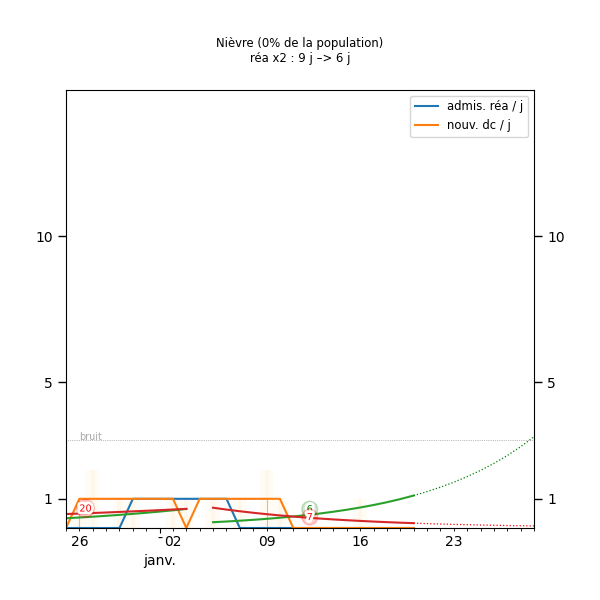 Nièvre (0% de la population)
réa x2 : 9 j –> 6 j
admis. réa / j
nouv. dc / j
10
10
5
5
bruit
1
1
20
6
7
26
02
09
16
23
janv.